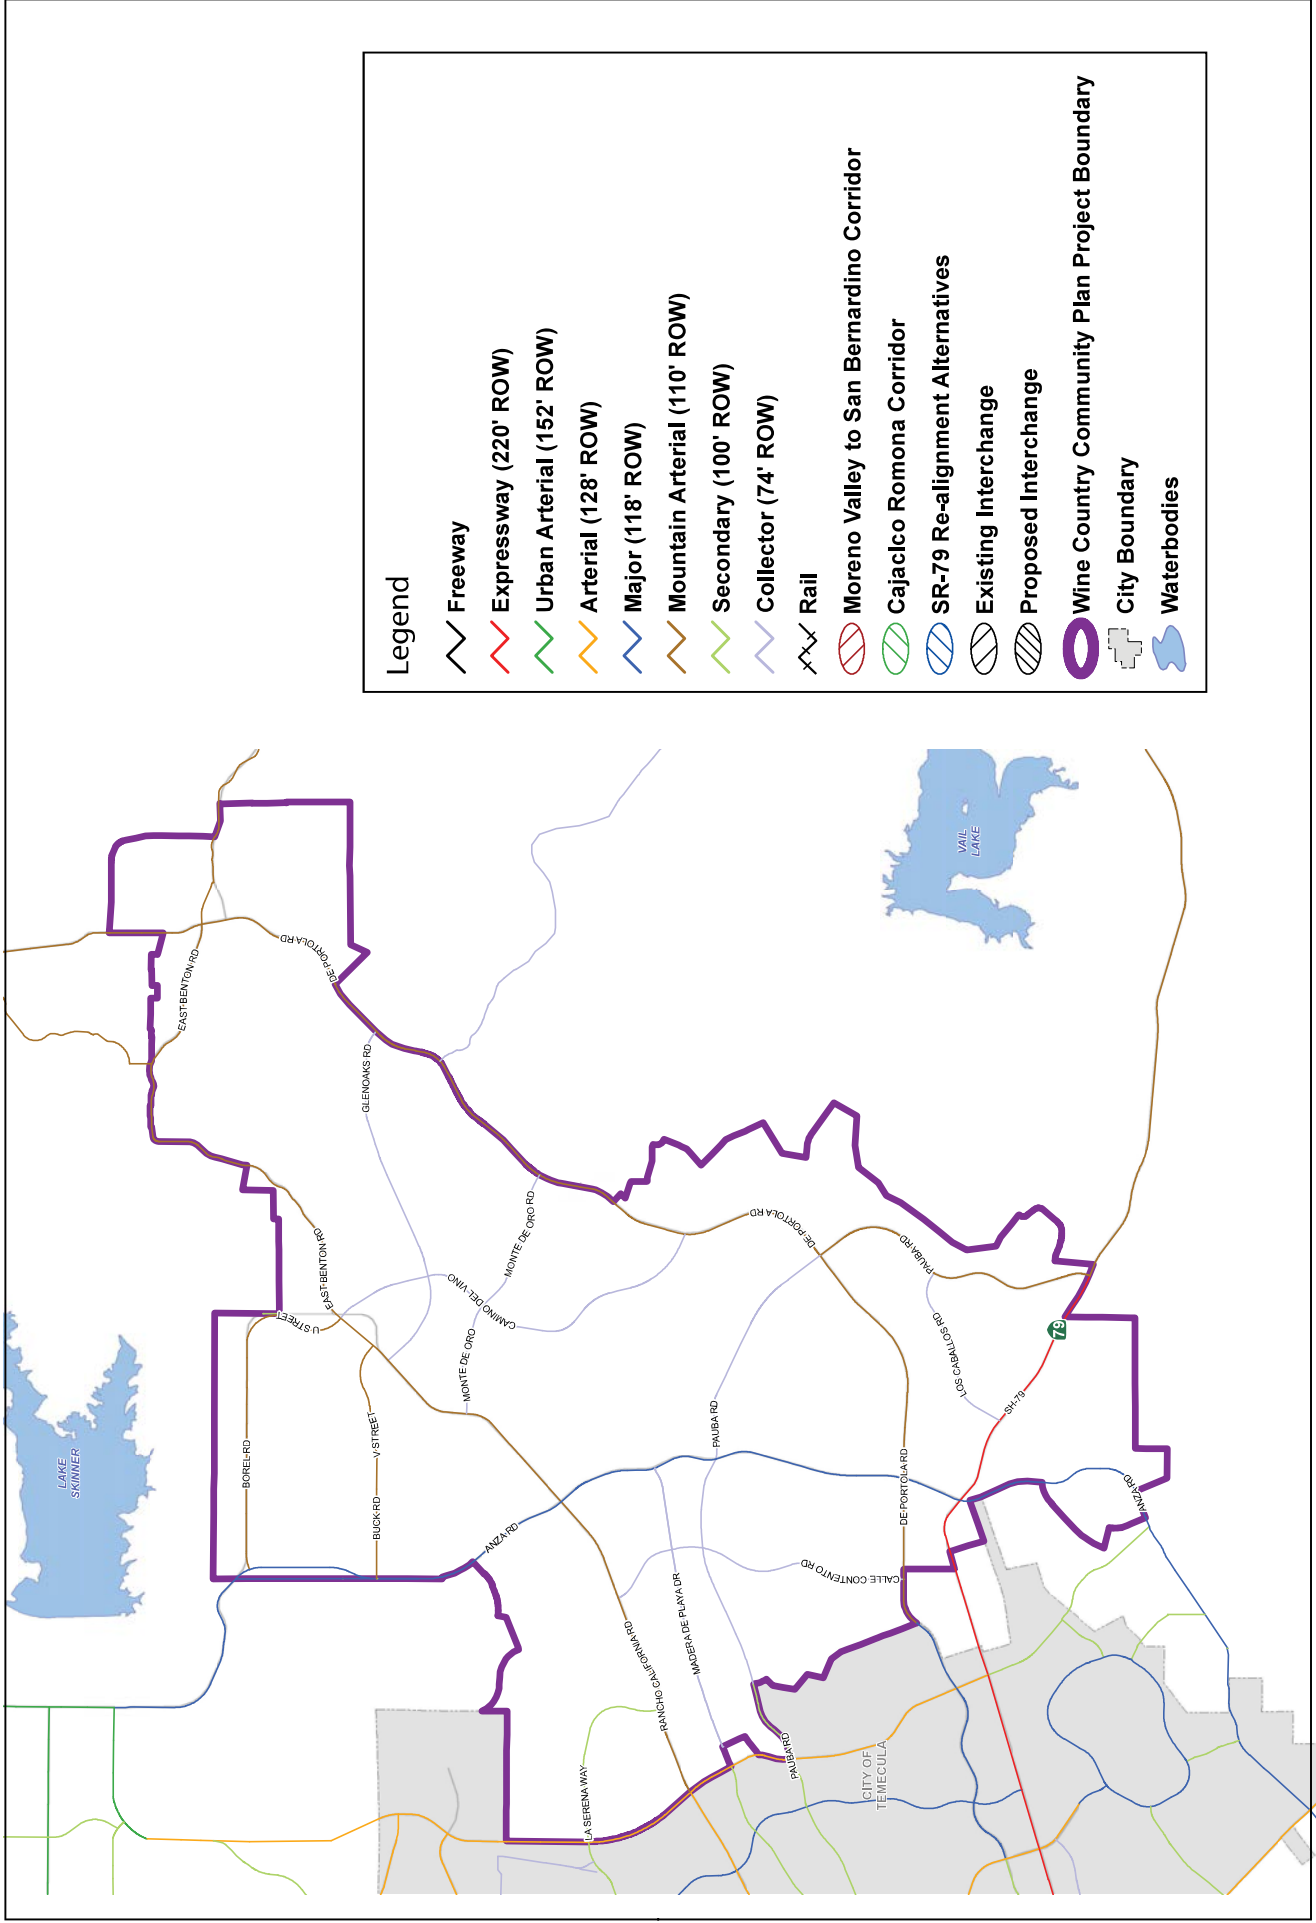 Legend
Freeway
Expressway (220' ROW)
Urban Arterial (152' ROW)
Arterial (128' ROW)
Major (118' ROW)
Mountain Arterial (110' ROW)
Secondary (100' ROW)
Collector (74' ROW)
Rail
Moreno Valley to San Bernardino Corridor
Cajaclco Romona Corridor
SR-79 Re-alignment Alternatives
Existing Interchange
Proposed Interchange
Wine Country Community Plan Project Boundary
City Boundary
Waterbodies
LAKE
SKINNER
VAIL
LAKE
CITY OF
TEMECULA
EAST BENTON RD
DE PORTOLA RD
GLENOAKS RD
EAST BENTON RD
U STREET
MONTE DE ORO RD
CAMINO DEL VINO
MONTE DE ORO
BOREL RD
V STREET
BUCK RD
ANZA RD
DE PORTOLA RD
PAUBA RD
LOS CABALLOS RD
79
SH-79
PAUBA RD
DE PORTOLA RD
ANZA RD
CALLE CONTENTO RD
MADERA DE PLAYA DR
RANCHO CALIFORNIA RD
PAUBA RD
LA SERENA WAY